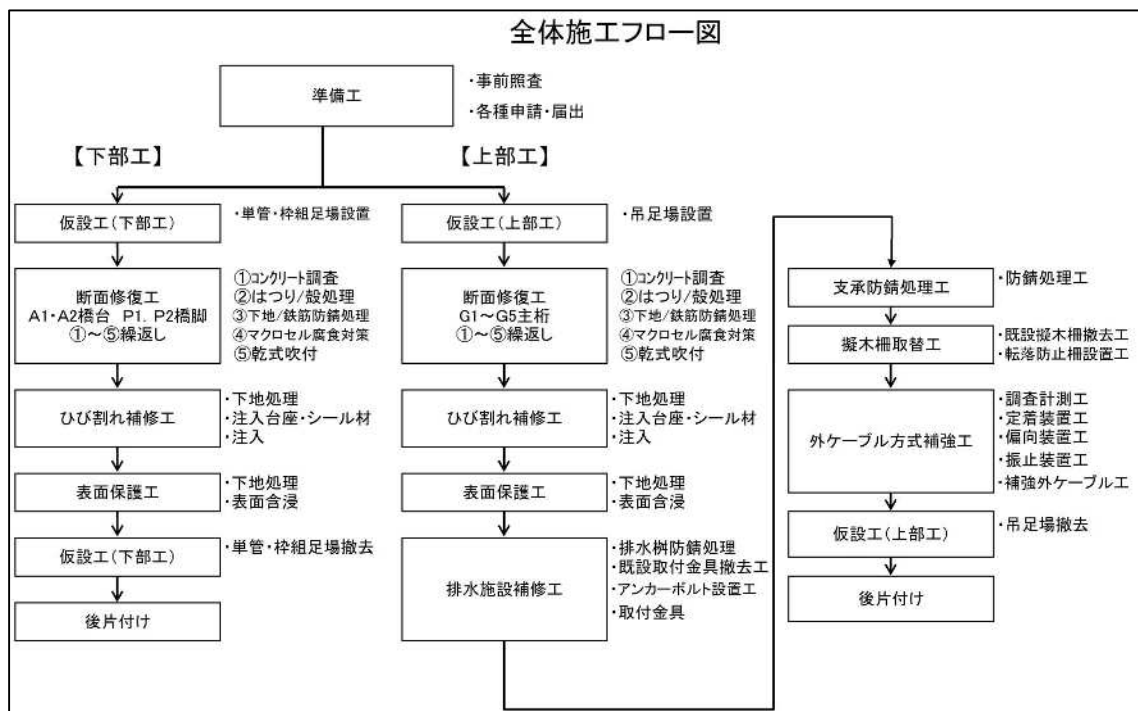 全体施工フロー図
準備工
・事前照査
・各種申請・届出
【下部工】
【上部工】
仮設工(下部工)
・単管・枠組足場設置
断面修復工
A1・A2橋台 P1．P2橋脚
①～⑤繰返し
①コンクリート調査
②はつり/殻処理
③下地/鉄筋防錆処理
④マクロセル腐食対策
⑤乾式吹付
ひび割れ補修工
・下地処理
・注入台座・シール材
・注入
表面保護工
・下地処理
・表面含浸
仮設工(下部工)
・単管・枠組足場撤去
後片付け
仮設工(上部工)
・吊足場設置
断面修復工
G1～G5主桁
①～⑤繰返し
①コンクリート調査
②はつり/殻処理
③下地/鉄筋防錆処理
④マクロセル腐食対策
⑤乾式吹付
ひび割れ補修工
・下地処理
・注入台座・シール材
・注入
表面保護工
・下地処理
・表面含浸
排水施設補修工
・排水桝防錆処理
・既設取付金具撤去工
・アンカーボルト設置工
・取付金具
支承防錆処理工
・防錆処理工
擬木柵取替工
・既設擬木柵撤去工
・転落防止柵設置工
外ケーブル方式補強工
・調査計測工
・定着装置工
・偏向装置工
・振止装置工
・補強外ケーブル工
仮設工(上部工)
・吊足場撤去
後片付け